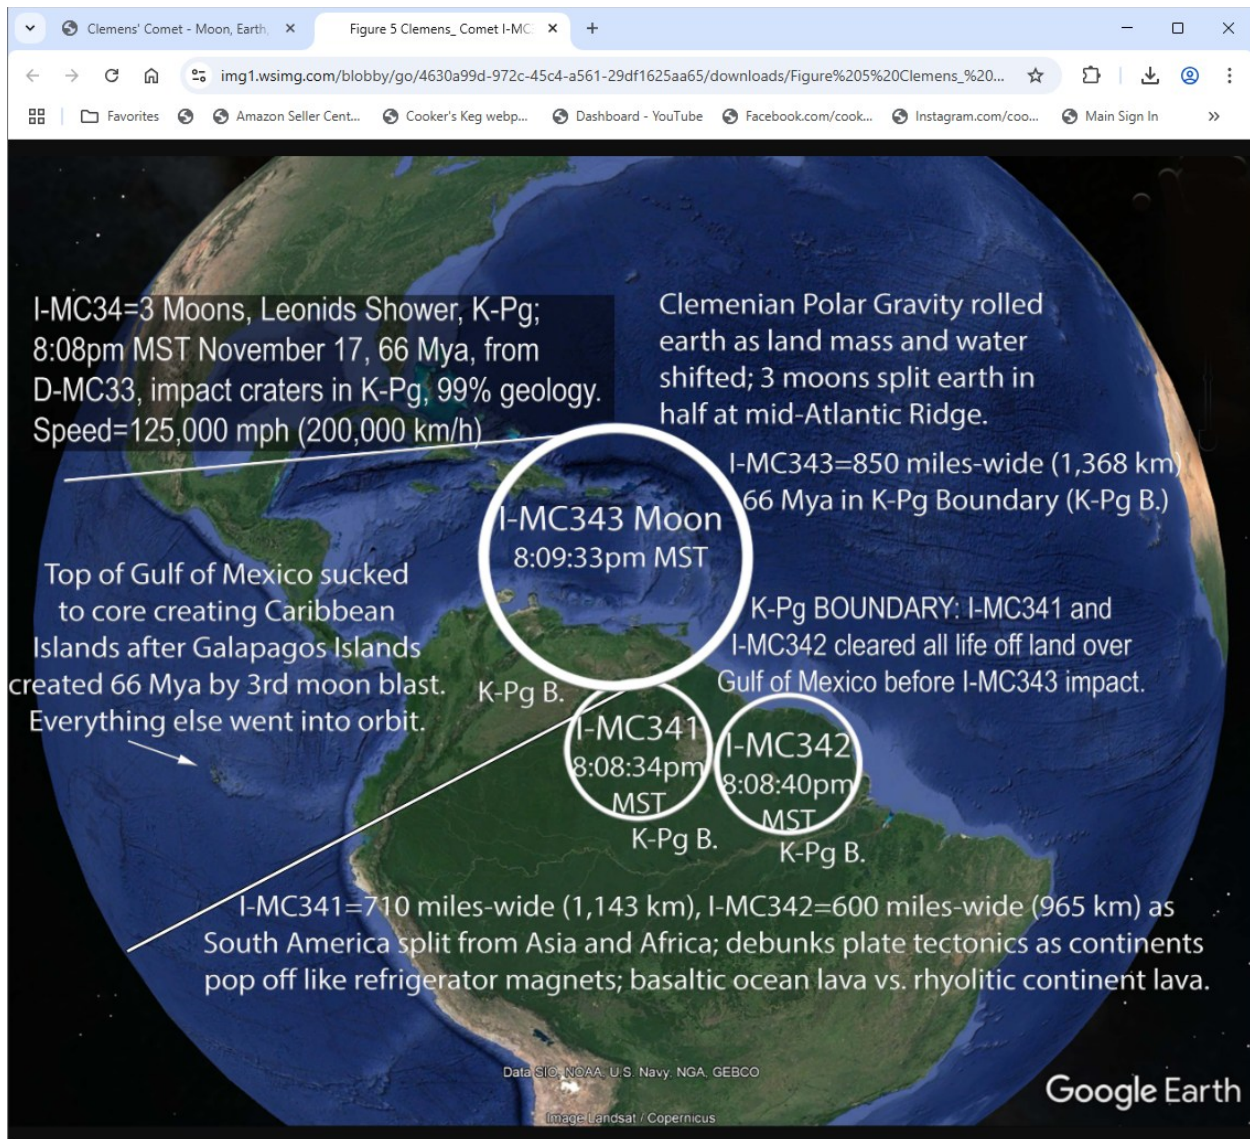 Clemens' Comet - Moon, Earth,
Figure 5 Clemens_ Comet I-MC3
img1.wsimg.com/blobby/go/4630a99d-972c-45c4-a561-29df1625aa65/downloads/Figure%205%20Clemens_%20...
Favorites
Amazon Seller Cent...
Cooker's Keg webp...
Dashboard - YouTube
Facebook.com/cook...
Instagram.com/coo...
Main Sign In
I-MC34=3 Moons, Leonids Shower, K-Pg;
8:08pm MST November 17, 66 Mya, from
D-MC33, impact craters in K-Pg, 99% geology.
Speed=125,000 mph (200,000 km/h)
Clemenian Polar Gravity rolled
earth as land mass and water
shifted; 3 moons split earth in
half at mid-Atlantic Ridge.
I-MC343=850 miles-wide (1,368 km)
66 Mya in K-Pg Boundary (K-Pg B.)
I-MC343 Moon
8:09:33pm MST
Top of Gulf of Mexico sucked
to core creating Caribbean
Islands after Galapagos Islands
created 66 Mya by 3rd moon blast.
Everything else went into orbit.
K-Pg BOUNDARY: I-MC341 and
I-MC342 cleared all life off land over
Gulf of Mexico before I-MC343 impact.
K-Pg B.
I-MC341
8:08:34pm
MST
K-Pg B.
I-MC342
8:08:40pm
MST
K-Pg B.
I-MC341=710 miles-wide (1,143 km), I-MC342=600 miles-wide (965 km) as
South America split from Asia and Africa; debunks plate tectonics as continents
pop off like refrigerator magnets; basaltic ocean lava vs. rhyolitic continent lava.
Data SIO, NOAA, U.S. Navy, NGA, GEBCO
Image Landsat / Copernicus
Google Earth